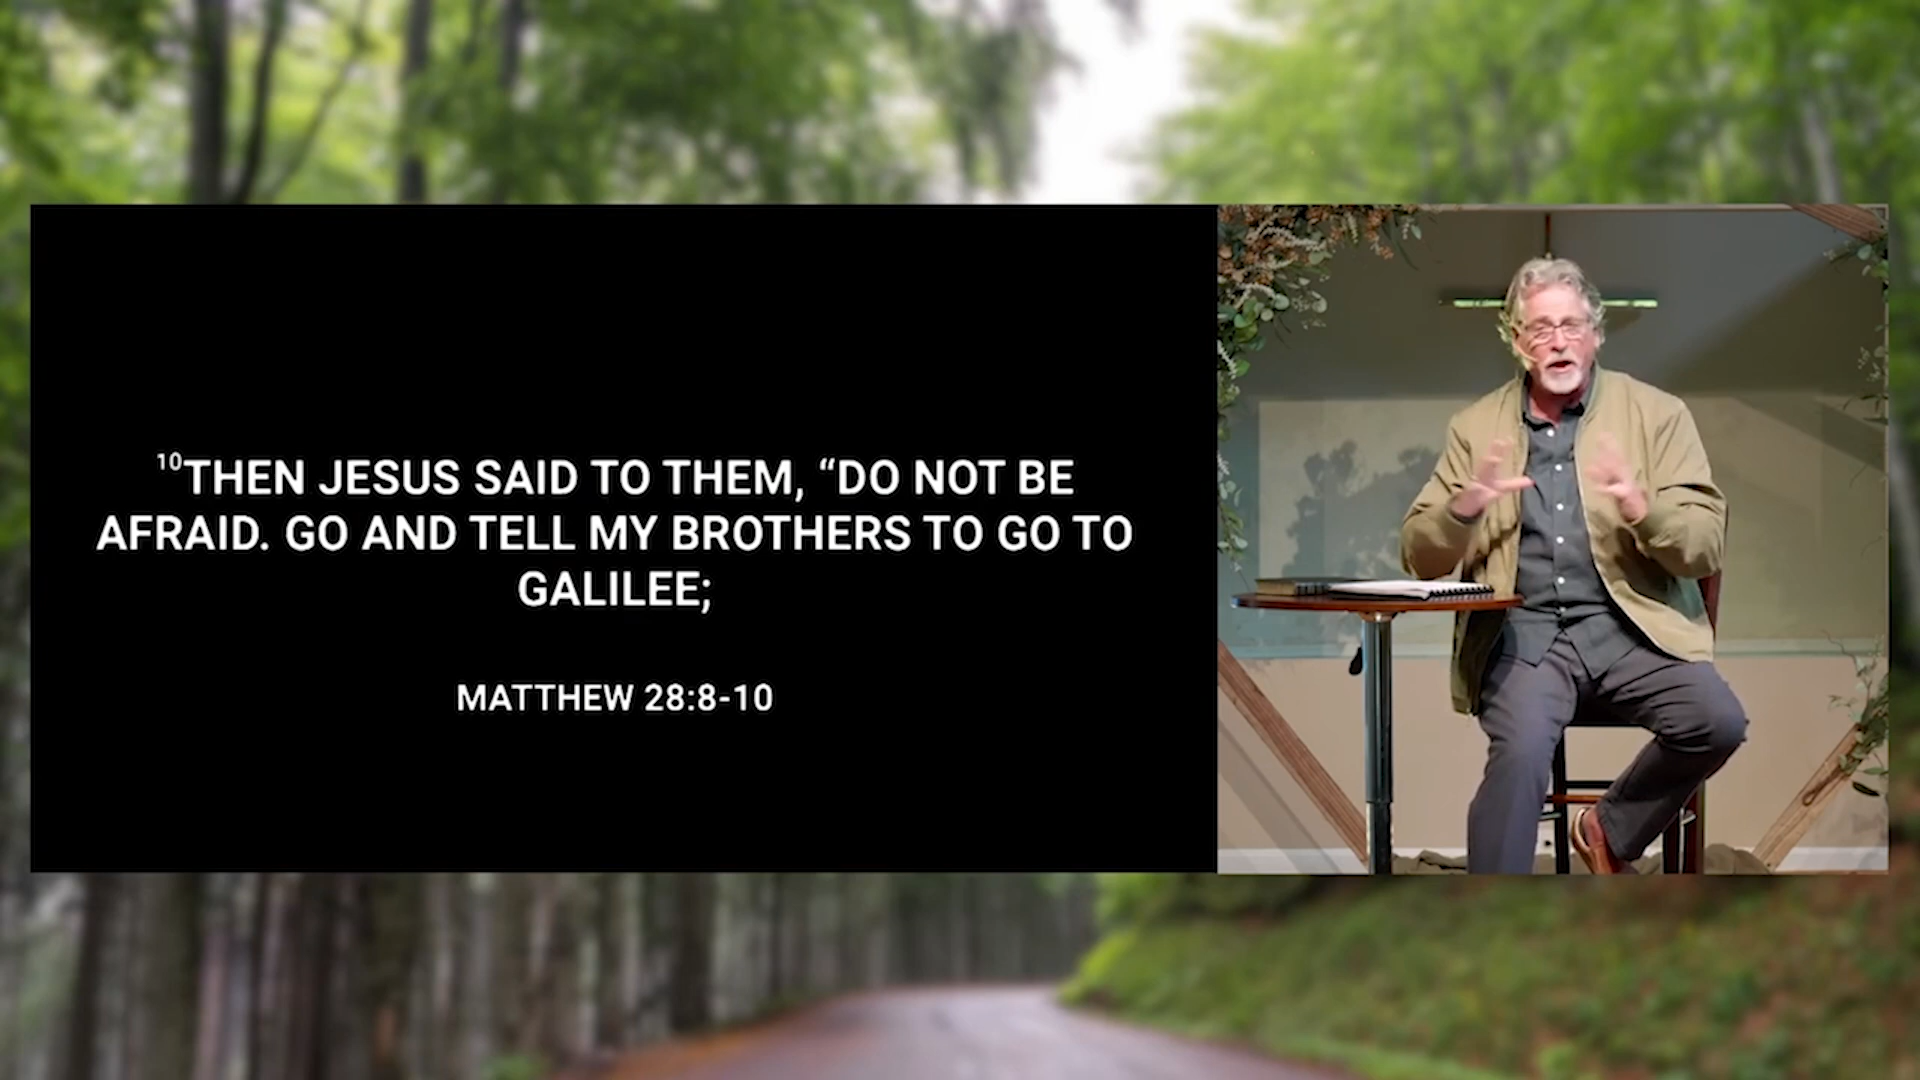 10THEN JESUS SAID TO THEM, “DO NOT BE
AFRAID. GO AND TELL MY BROTHERS TO GO TO
GALILEE;
MATTHEW 28:8-10